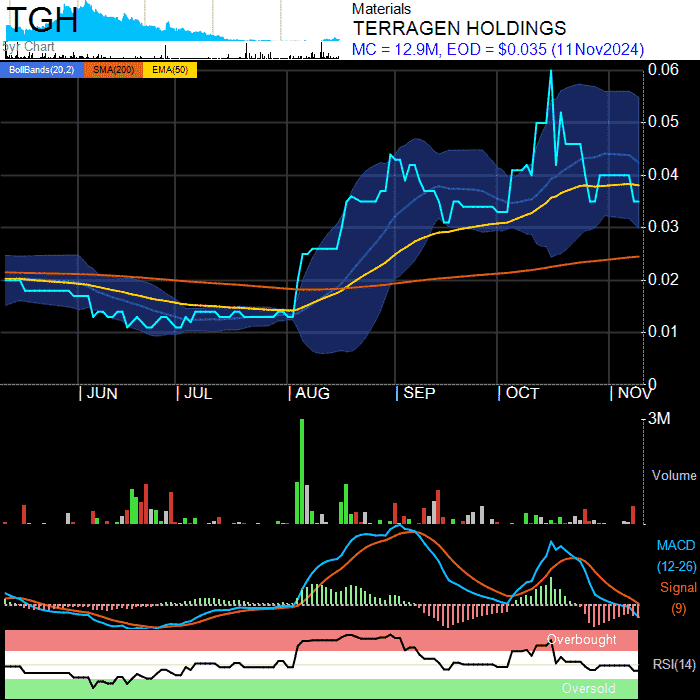 TGH
Materials
TERRAGEN HOLDINGS
MC = 12.9M, EOD = $0.035 (11Nov2024)
5yr Chart
BollBands(20,2) SMA(200) EMA(50)
0.06
0.05
0.04
0.03
0.02
0.01
0
| JUN | JUL | AUG | SEP | OCT | NOV
3M
Volume
MACD
(12-26)
Signal
(9)
Overbought
RSI(14)
Oversold